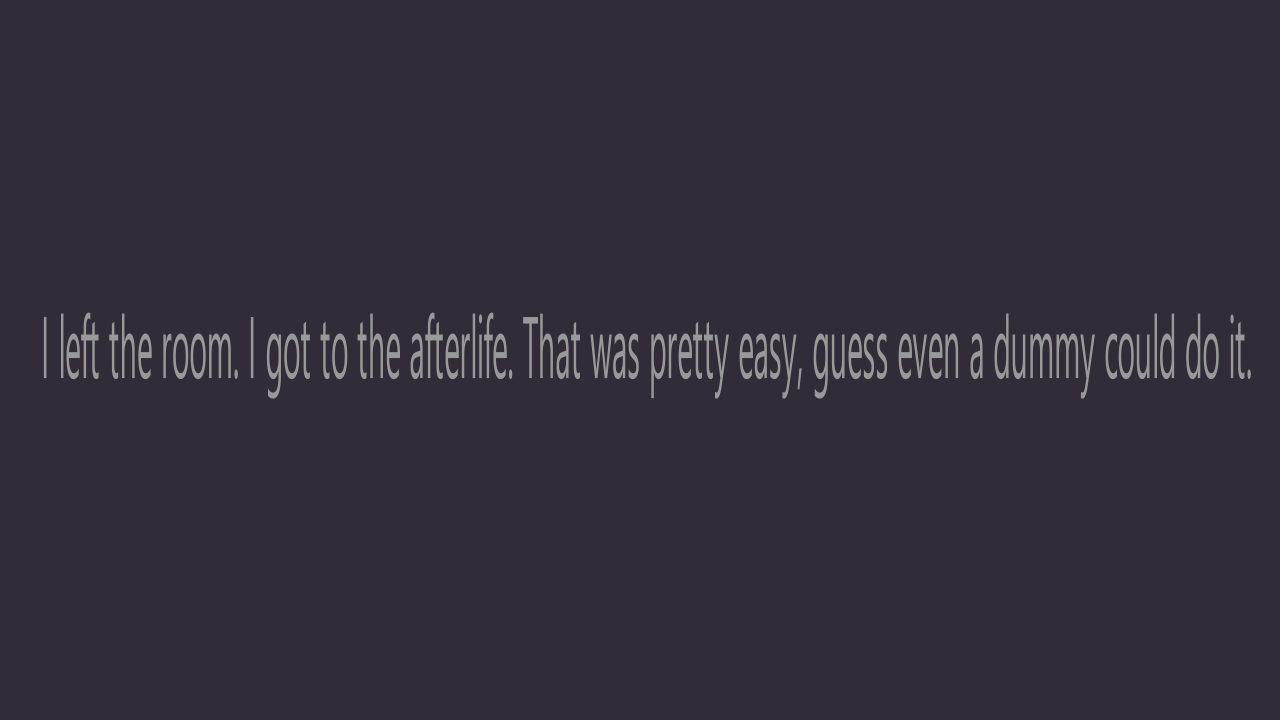 I left the room. I got to the afterlife. That was pretty easy, guess even a dummy could do it.